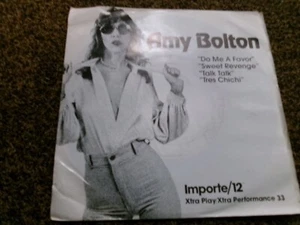 Amy Bolton
"Do Me A Favor"
"Sweet Revenge"
"Talk Talk"
"Tres Chichi"
Importe/12
Xtra Play Xtra Performance 33